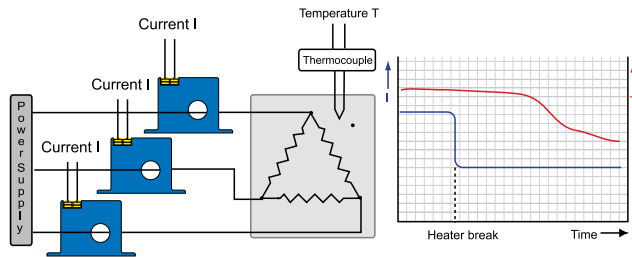 Temperature T
Current I
Thermocouple
Current I
I
Power Supply
Current I
Heater break
Time